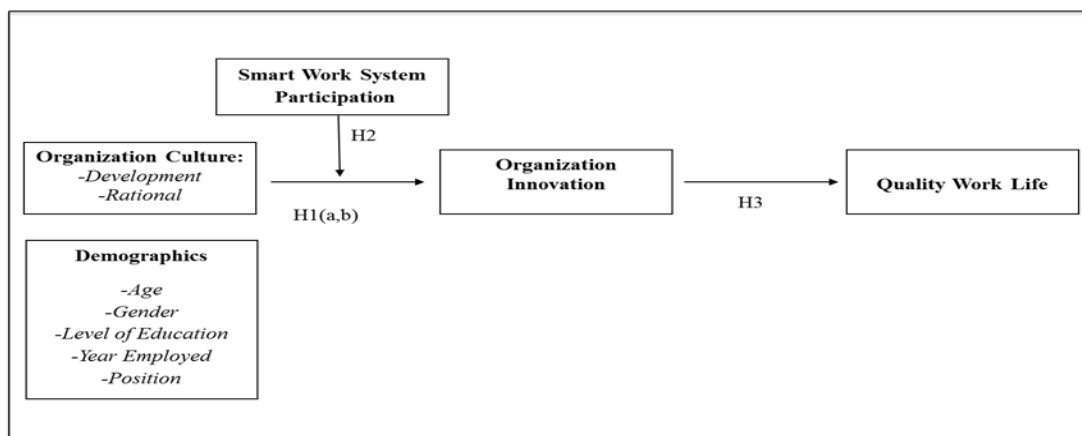 Smart Work System
Participation
H2
Organization Culture:
-Development
-Rational
H1(a,b)
Organization
Innovation
H3
Quality Work Life
Demographics
-Age
-Gender
-Level of Education
-Year Employed
-Position